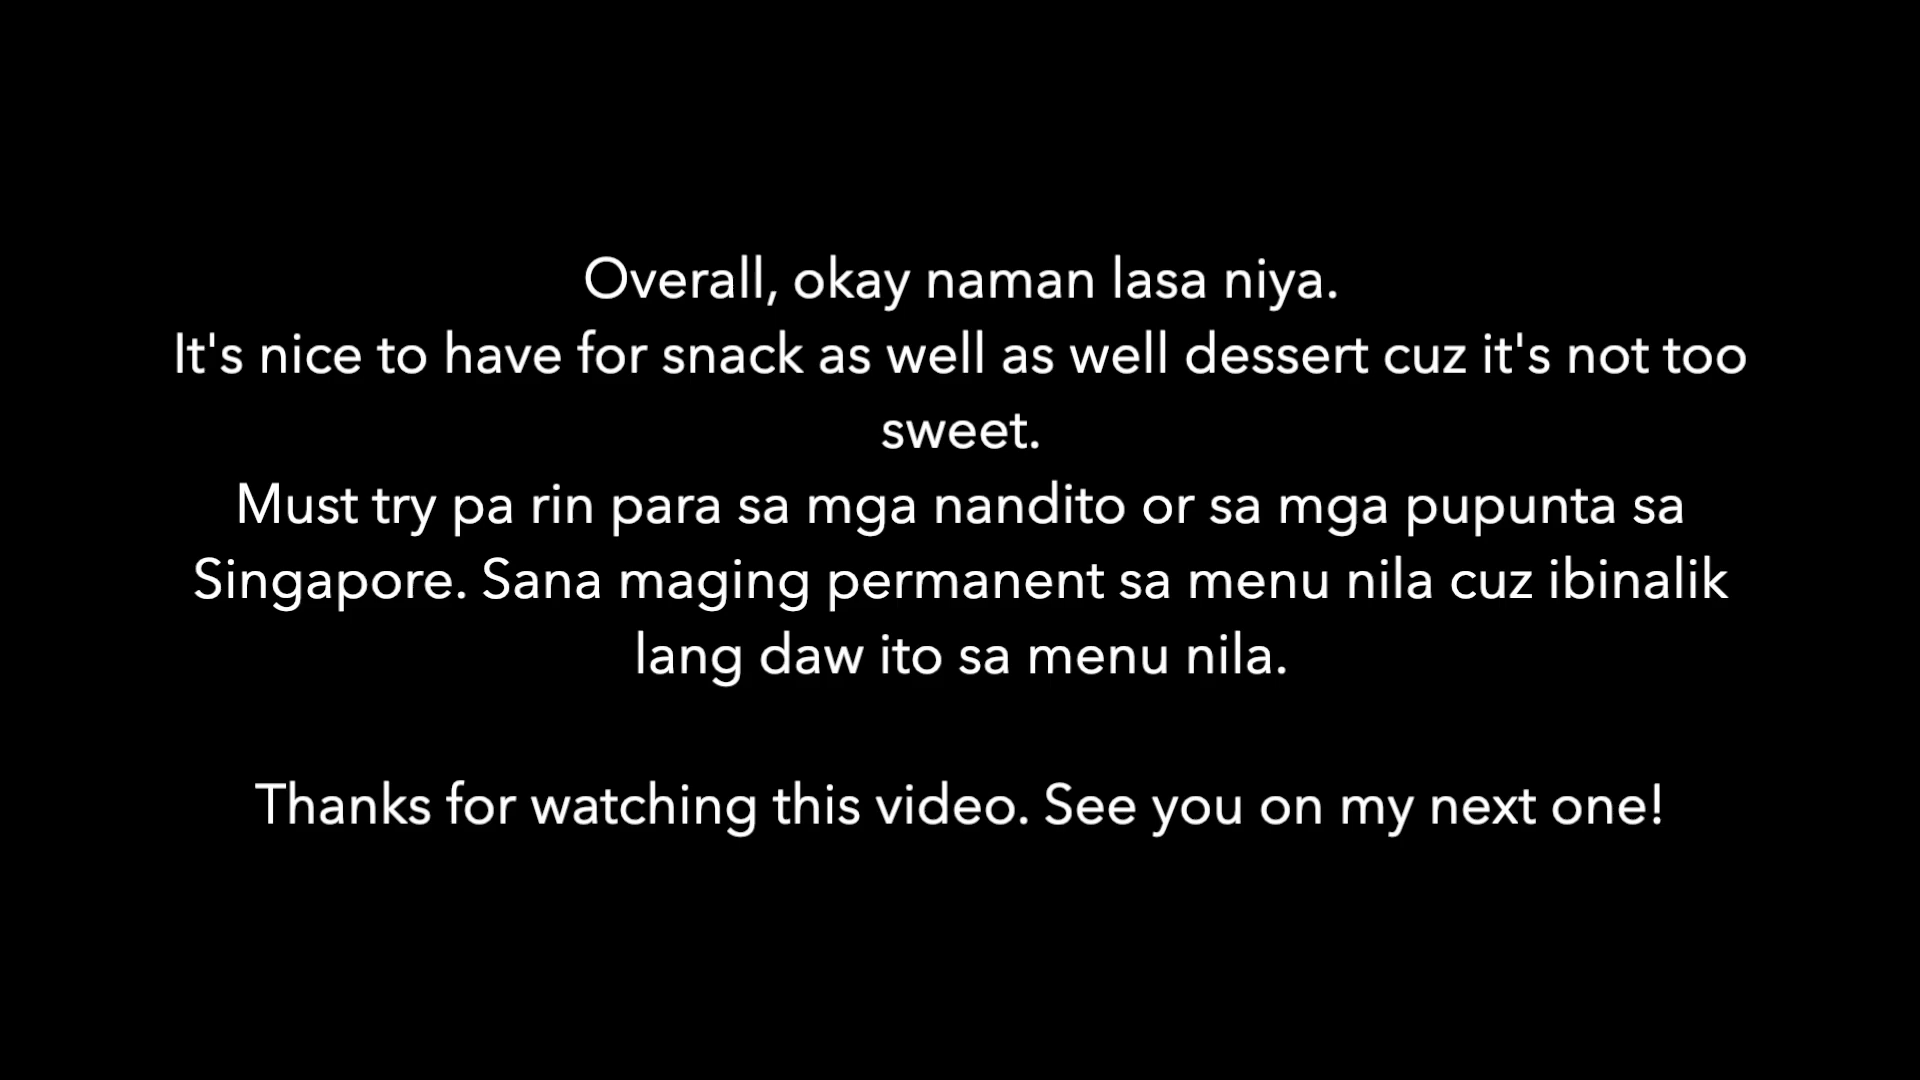 Overall, okay naman lasa niya.
It's nice to have for snack as well as well dessert cuz it's not too
sweet.
Must try pa rin para sa mga nandito or sa mga pupunta sa
Singapore. Sana maging permanent sa menu nila cuz ibinalik
lang daw ito sa menu nila.
Thanks for watching this video. See you on my next one!